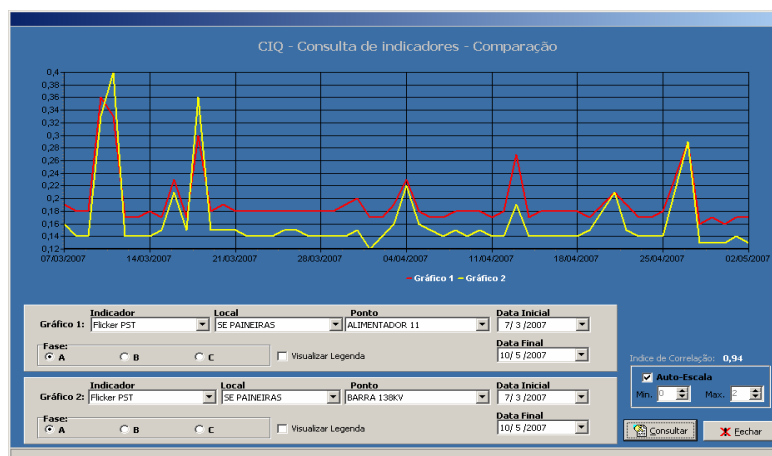 CIQ - Consulta de indicadores - Comparação
0,4
0,38
0,36
0,34
0,32
0,3
0,28
0,26
0,24
0,22
0,2
0,18
0,16
0,14
0,12
07/03/2007 14/03/2007 21/03/2007 28/03/2007 04/04/2007 11/04/2007 18/04/2007 25/04/2007 02/05/2007
Gráfico 1 Gráfico 2
Indicador Local Ponto Data Inicial
Gráfico 1: Flicker PST SE PAINEIRAS ALIMENTADOR 11 7/ 3 /2007
Fase: Data Final
A B C Visualizar Legenda 10/ 5 /2007
Indicador Local Ponto Data Inicial
Gráfico 2: Flicker PST SE PAINEIRAS BARRA 138KV 7/ 3 /2007
Fase: Data Final
A B C Visualizar Legenda 10/ 5 /2007
Indice de Correlação: 0,94
Auto-Escala
Min. 0 Max. 2
Consultar Fechar